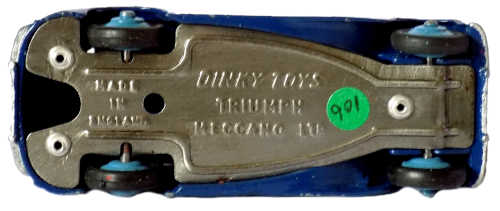 DINKY TOYS
TRIUMPH
MECCANO LTD
MADE
IN
ENGLAND
106